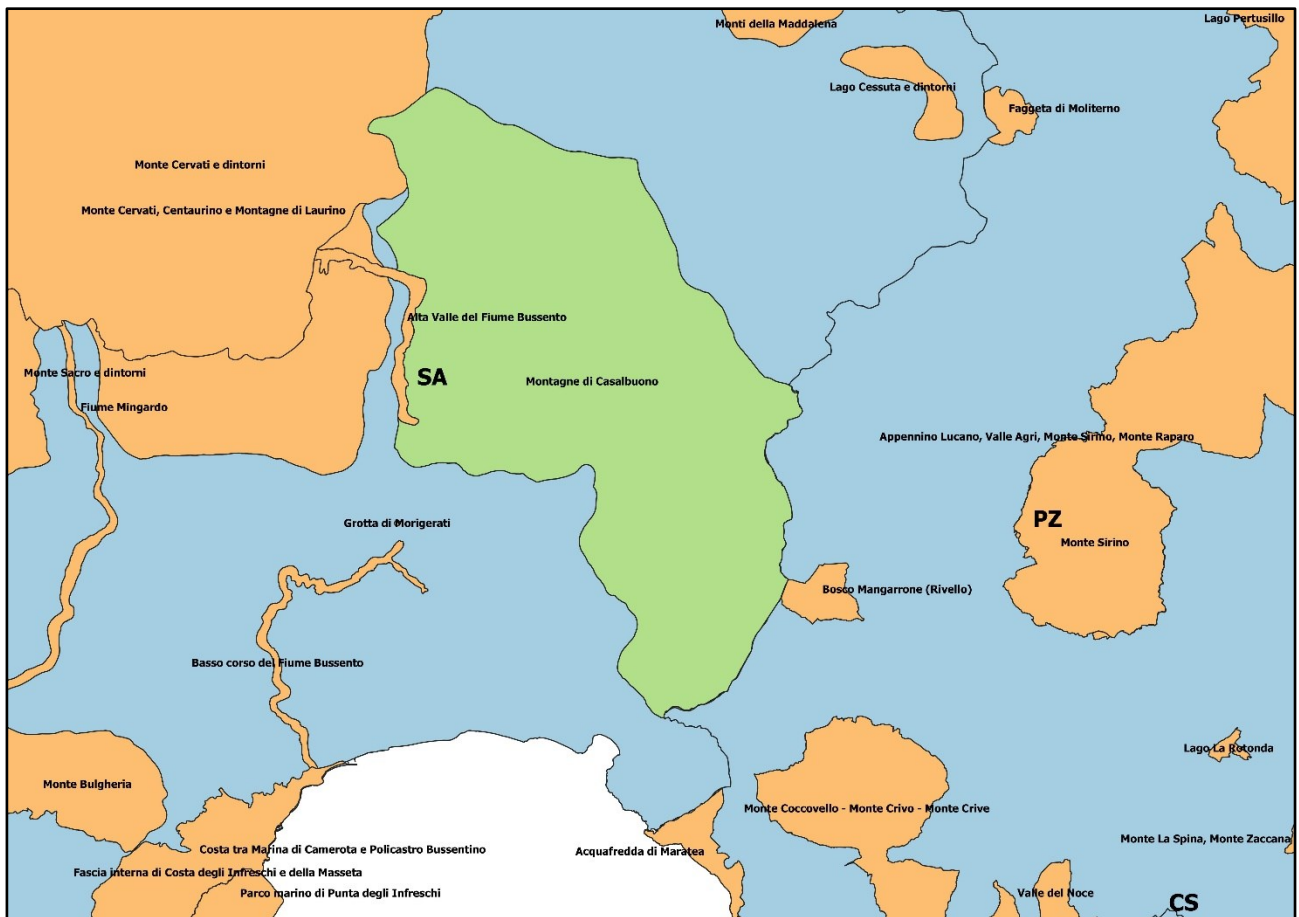 Monti della Maddalena
Lago Pertusillo
Lago Cessuta e dintorni
Faggeta di Moliterno
Monte Cervati e dintorni
Monte Cervati, Centaurino e Montagne di Laurino
Alta Valle del Fiume Bussento
Monte Sacro e dintorni
SA
Montagne di Casalbuono
Fiume Mingardo
Appennino Lucano, Valle Agri, Monte Sirino, Monte Raparo
Grotta di Morigerati
PZ
Monte Sirino
Bosco Mangarrone (Rivello)
Basso corso del Fiume Bussento
Lago La Rotonda
Monte Bulgheria
Monte Coccovello - Monte Crivo - Monte Crive
Monte La Spina, Monte Zaccana
Costa tra Marina di Camerota e Policastro Bussentino
Acquafredda di Maratea
Fascia interna di Costa degli Infreschi e della Masseta
Parco marino di Punta degli Infreschi
Valle del Noce
CS